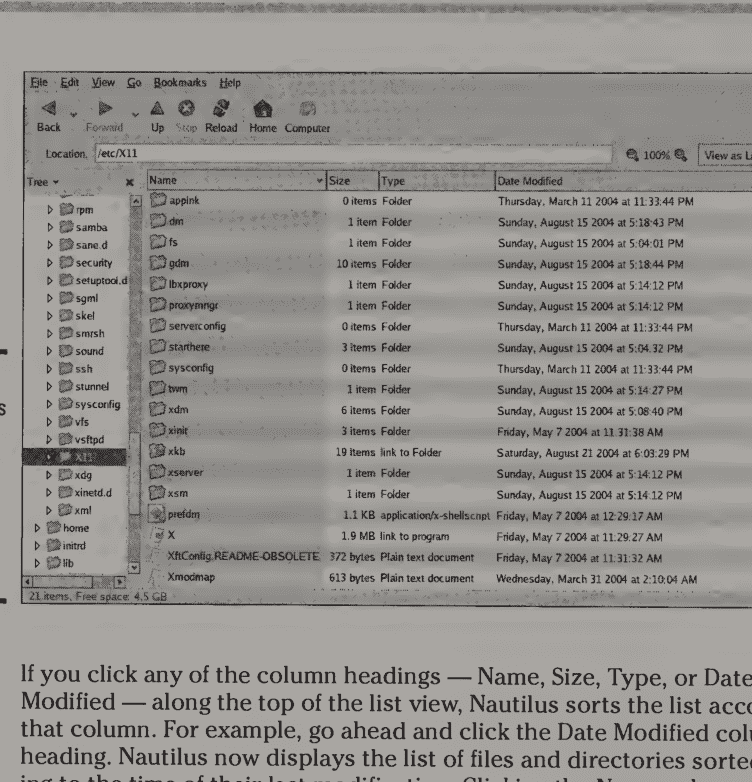 File Edit View Go Bookmarks Help
Back Forward Up Stop Reload Home Computer
Location: /etc/X11 100% View as
Tree Name Size Type Date Modified
rpm
samba
sane.d
security
setuptool.d
sgml
skel
smrsh
sound
ssh
stunnel
sysconfig
vfs
vsftpd
X11
xdg
xinetd.d
xml
home
initrd
lib
applnk 0 items Folder Thursday, March 11 2004 at 11:33:44 PM
dm 1 item Folder Sunday, August 15 2004 at 5:18:43 PM
fs 1 item Folder Sunday, August 15 2004 at 5:04:01 PM
gdm 10 items Folder Sunday, August 15 2004 at 5:18:44 PM
lbxproxy 1 item Folder Sunday, August 15 2004 at 5:14:12 PM
proxymngr 1 item Folder Sunday, August 15 2004 at 5:14:12 PM
serverconfig 0 items Folder Thursday, March 11 2004 at 11:33:44 PM
starthere 3 items Folder Sunday, August 15 2004 at 5:04:32 PM
sysconfig 0 items Folder Thursday, March 11 2004 at 11:33:44 PM
twm 1 item Folder Sunday, August 15 2004 at 5:14:27 PM
xdm 6 items Folder Sunday, August 15 2004 at 5:08:40 PM
xinit 3 items Folder Friday, May 7 2004 at 11:31:38 AM
xkb 19 items link to Folder Saturday, August 21 2004 at 6:03:29 PM
xserver 1 item Folder Sunday, August 15 2004 at 5:14:12 PM
xsm 1 item Folder Sunday, August 15 2004 at 5:14:12 PM
prefdm 1.1 KB application/x-shellscript Friday, May 7 2004 at 12:29:17 AM
X 1.9 MB link to program Friday, May 7 2004 at 11:29:27 AM
XftConfig.README-OBSOLETE 372 bytes Plain text document Friday, May 7 2004 at 11:31:32 AM
Xmodmap 613 bytes Plain text document Wednesday, March 31 2004 at 2:10:04 AM
21 items, Free space: 4.5 GB
If you click any of the column headings — Name, Size, Type, or Date
Modified — along the top of the list view, Nautilus sorts the list
that column. For example, go ahead and click the Date Modified
heading. Nautilus now displays the list of files and directories